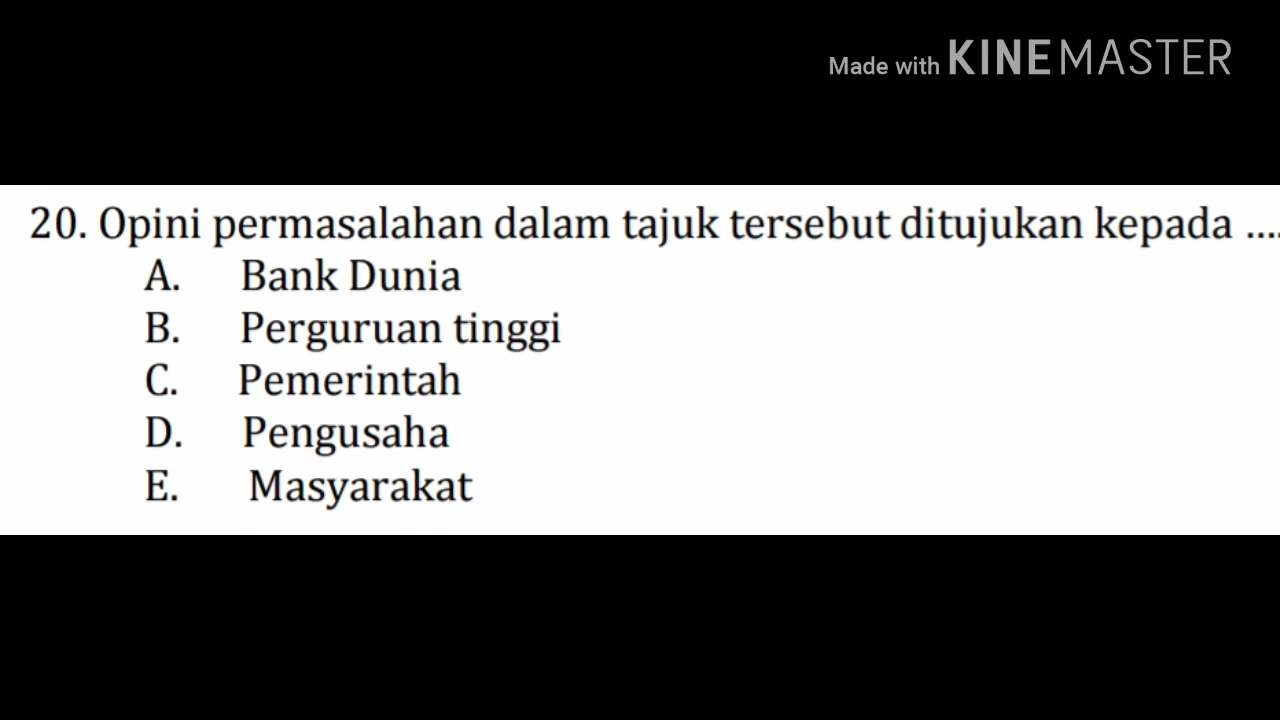 Made with KINEMASTER
20. Opini permasalahan dalam tajuk tersebut ditujukan kepada ....
A. Bank Dunia
B. Perguruan tinggi
C. Pemerintah
D. Pengusaha
E. Masyarakat